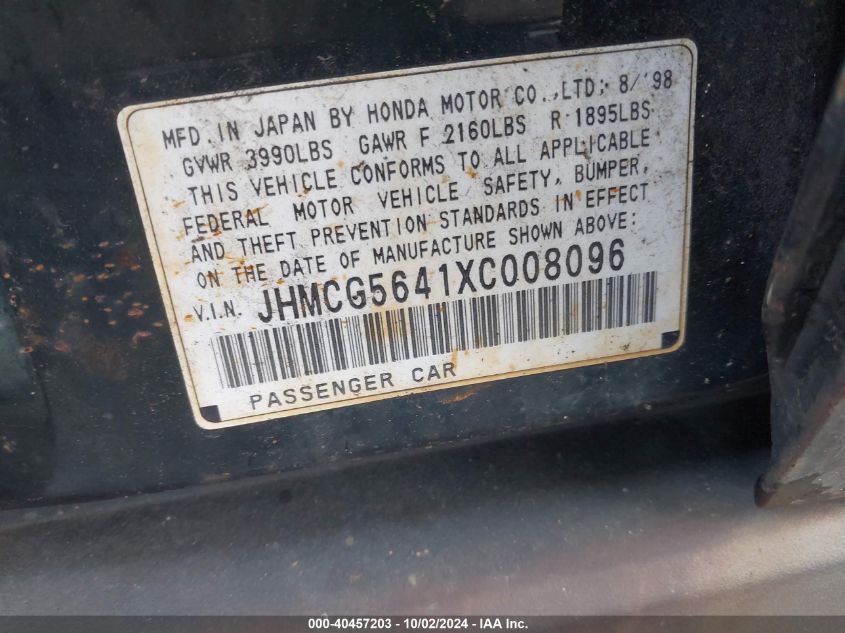 MFD. IN JAPAN BY HONDA MOTOR CO.,LTD; 8/'98
GVWR 3990LBS GAWR F 2160LBS R 1895LBS
THIS VEHICLE CONFORMS TO ALL APPLICABLE
FEDERAL MOTOR VEHICLE SAFETY, BUMPER,
AND THEFT PREVENTION STANDARDS IN EFFECT
ON THE DATE OF MANUFACTURE SHOWN ABOVE:
V.I.N. JHMCG5641XC008096
PASSENGER CAR
000-40457203 - 10/02/2024 - IAA Inc.